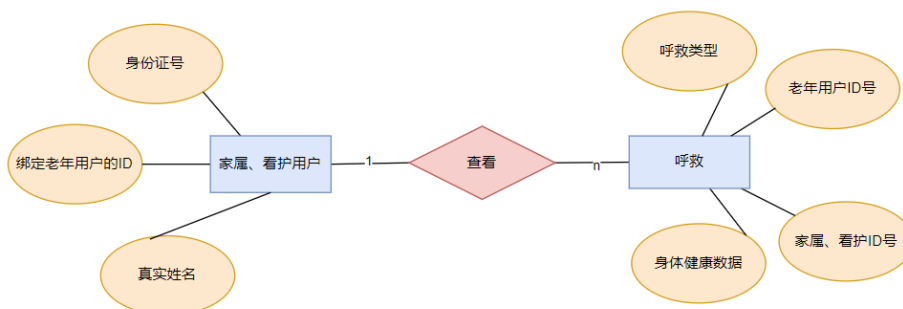 身份证号
呼救类型
老年用户ID号
绑定老年用户的ID
家属、看护用户
1
查看
n
呼救
真实姓名
身体健康数据
家属、看护ID号